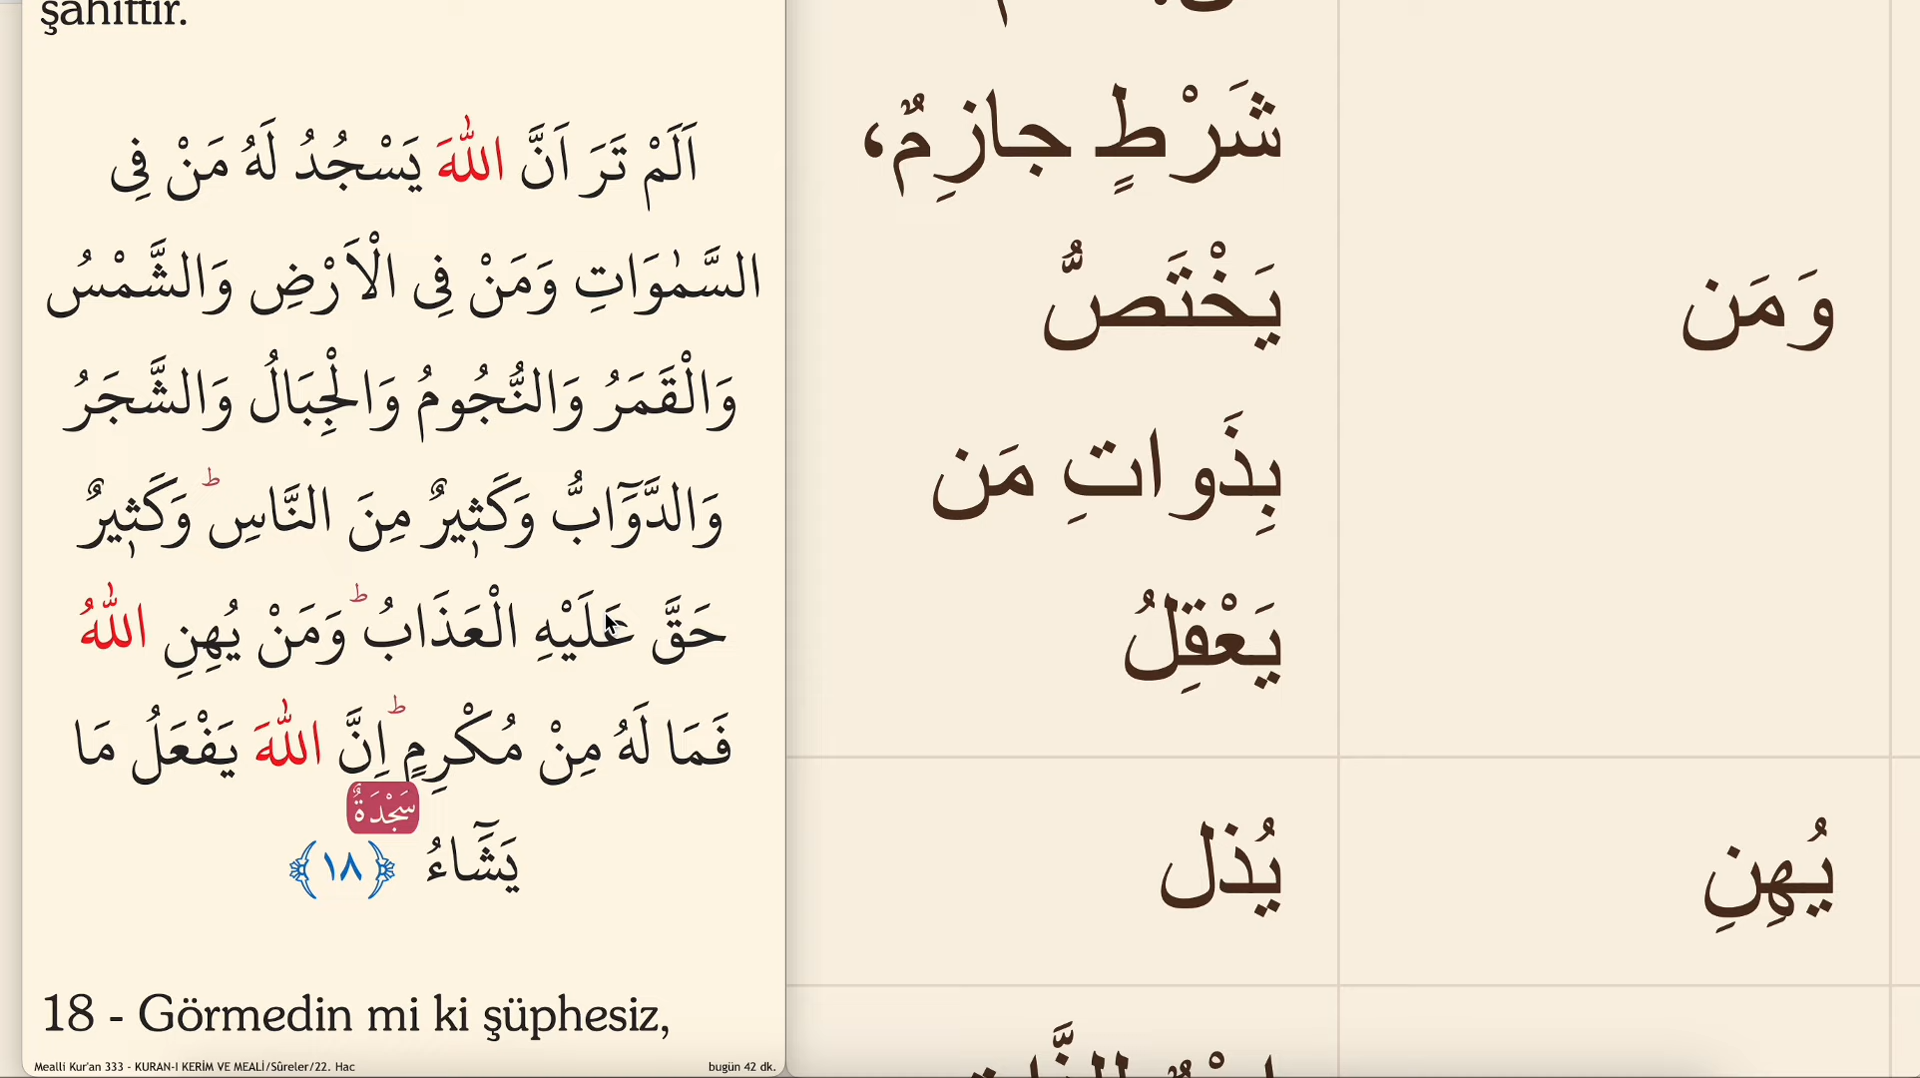 şahittir.
اَلَمْ تَرَ اَنَّ اللّٰهَ يَسْجُدُ لَهُ مَنْ فِى
السَّمٰوَاتِ وَمَنْ فِى الْاَرْضِ وَالشَّمْسُ
وَالْقَمَرُ وَالنُّجُومُ وَالْجِبَالُ وَالشَّجَرُ
وَالدَّوَٓابُّ وَكَثٖيرٌ مِنَ النَّاسِؕ وَكَثٖيرٌ
حَقَّ عَلَيْهِ الْعَذَابُؕ وَمَنْ يُهِنِ اللّٰهُ
فَمَا لَهُ مِنْ مُكْرِمٍؕ اِنَّ اللّٰهَ يَفْعَلُ مَا
سَجْدَةٌ
يَشَٓاءُ ﴿١٨﴾
18 - Görmedin mi ki şüphesiz,
Mealli Kur'an 333 - KURAN-I KERİM VE MEALİ/Sûreler/22. Hac
bugün 42 dk.
وَمَن
شَرْطٍ جازِمٌ،
يَخْتَصُّ
بِذَواتِ مَن
يَعْقِلُ
يُهِنِ
يُذل